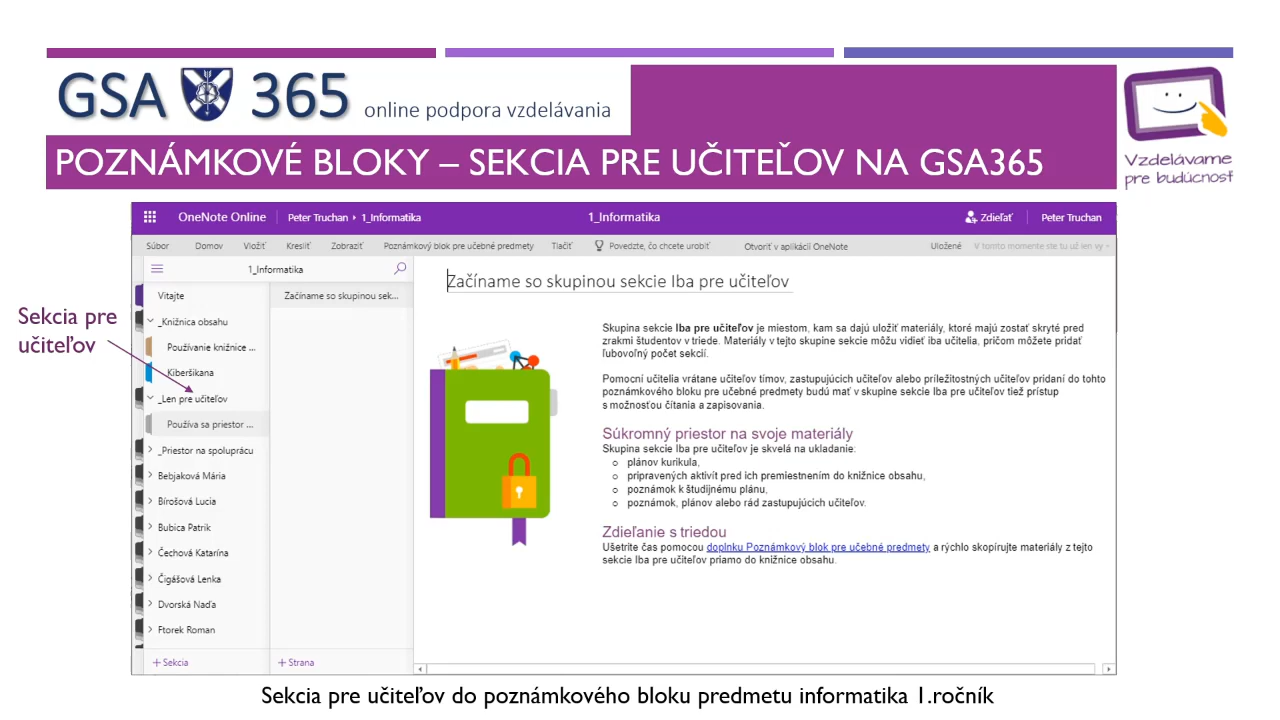 GSA 365 online podpora vzdelávania
POZNÁMKOVÉ BLOKY – SEKCIA PRE UČITEĽOV NA GSA365
Vzdelávame
pre budúcnosť
OneNote Online Peter Truchan 1_Informatika 1_Informatika Zdieľať Peter Truchan
Súbor Domov Vložiť Kresliť Zobraziť Poznámkový blok pre učebné predmety Tlačiť Povedzte, čo chcete urobiť Otvoriť v aplikácii OneNote Uložené V tomto momente ste tu už len vy
1_Informatika
Sekcia pre
učiteľov
Vitajte
_Knižnica obsahu
Používanie knižnice ...
Kiberšikana
_Len pre učiteľov
Používa sa priestor ...
_Priestor na spoluprácu
Bebjaková Mária
Bírošová Lucia
Bubica Patrik
Čechová Katarína
Čigášová Lenka
Dvorská Naďa
Ftorek Roman
+ Sekcia
Začíname so skupinou sek...
+ Strana
Začíname so skupinou sekcie Iba pre učiteľov
Skupina sekcie Iba pre učiteľov je miestom, kam sa dajú uložiť materiály, ktoré majú zostať skryté pred
zrakmi študentov v triede. Materiály v tejto skupine sekcie môžu vidieť iba učitelia, pričom môžete pridať
ľubovoľný počet sekcií.
Pomocní učitelia vrátane učiteľov tímov, zastupujúcich učiteľov alebo príležitostných učiteľov pridaní do tohto
poznámkového bloku pre učebné predmety budú mať v skupine sekcie Iba pre učiteľov tiež prístup
s možnosťou čítania a zapisovania.
Súkromný priestor na svoje materiály
Skupina sekcie Iba pre učiteľov je skvelá na ukladanie:
o plánov kurikula,
o pripravených aktivít pred ich premiestnením do knižnice obsahu,
o poznámok k študijnému plánu,
o poznámok, plánov alebo rád zastupujúcich učiteľov.
Zdieľanie s triedou
Ušetrite čas pomocou doplnku Poznámkový blok pre učebné predmety a rýchlo skopírujte materiály z tejto
sekcie Iba pre učiteľov priamo do knižnice obsahu.
Sekcia pre učiteľov do poznámkového bloku predmetu informatika 1.ročník